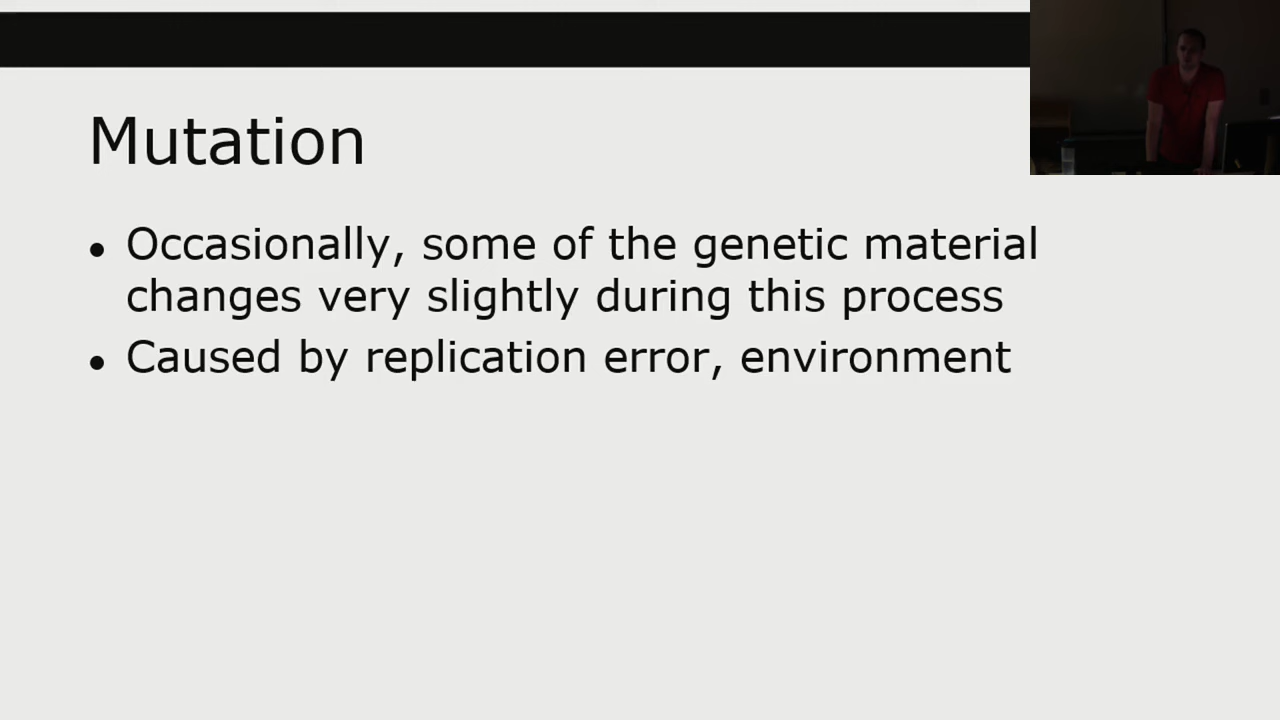 Mutation
• Occasionally, some of the genetic material
changes very slightly during this process
• Caused by replication error, environment